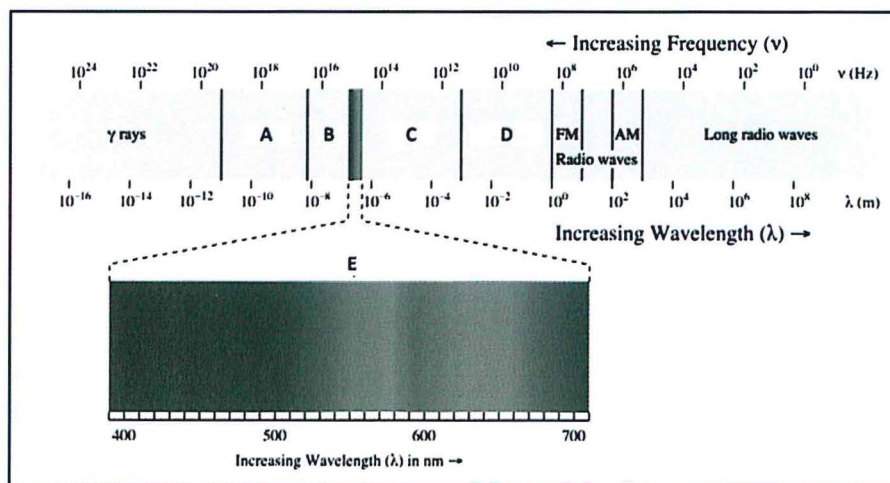 ← Increasing Frequency (ν)
10²⁴ 10²² 10²⁰ 10¹⁸ 10¹⁶ 10¹⁴ 10¹² 10¹⁰ 10⁸ 10⁶ 10⁴ 10² 10⁰ ν (Hz)
γ rays A B C D FM AM Long radio waves
Radio waves
10⁻¹⁶ 10⁻¹⁴ 10⁻¹² 10⁻¹⁰ 10⁻⁸ 10⁻⁶ 10⁻⁴ 10⁻² 10⁰ 10² 10⁴ 10⁶ 10⁸ λ (m)
Increasing Wavelength (λ) →
E
400 500 600 700
Increasing Wavelength (λ) in nm →